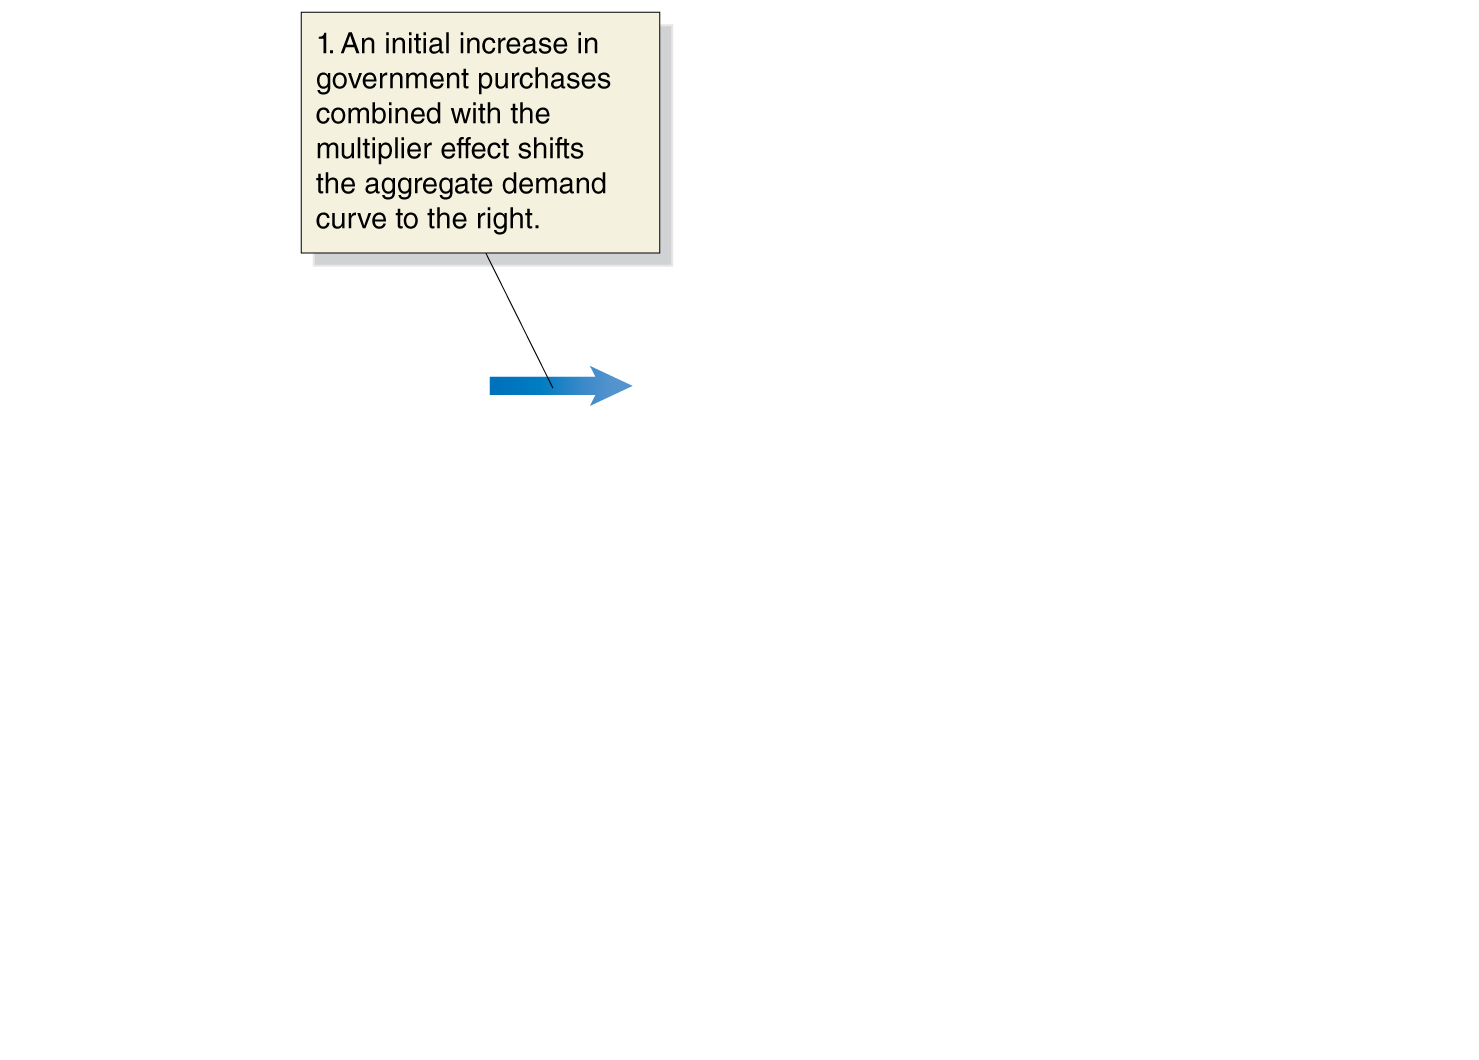 1. An initial increase in
government purchases
combined with the
multiplier effect shifts
the aggregate demand
curve to the right.